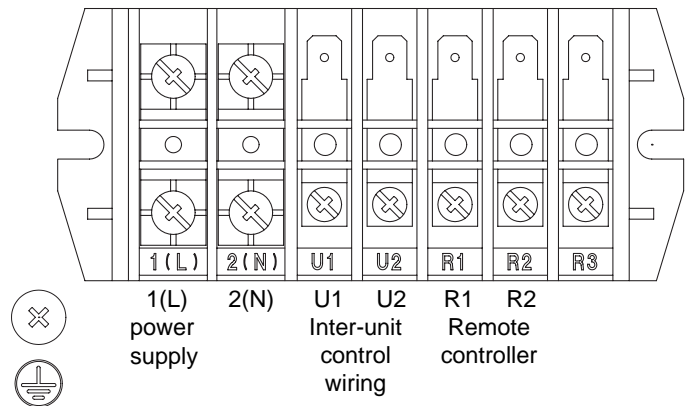 1(L) 2(N) U1 U2 R1 R2 R3
1(L) 2(N) U1 U2 R1 R2
power supply
Inter-unit control wiring
Remote controller